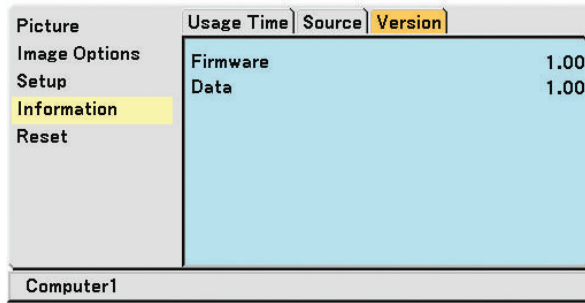 Picture
Image Options
Setup
Information
Reset
Usage Time Source Version
Firmware 1.00
Data 1.00
Computer1